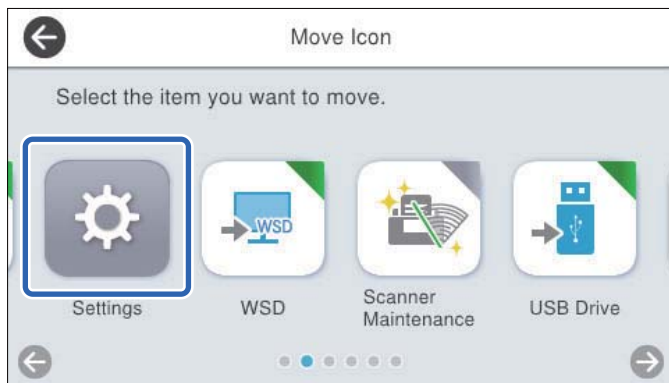 Move Icon
Select the item you want to move.
WSD
Settings
WSD
Scanner
Maintenance
USB Drive